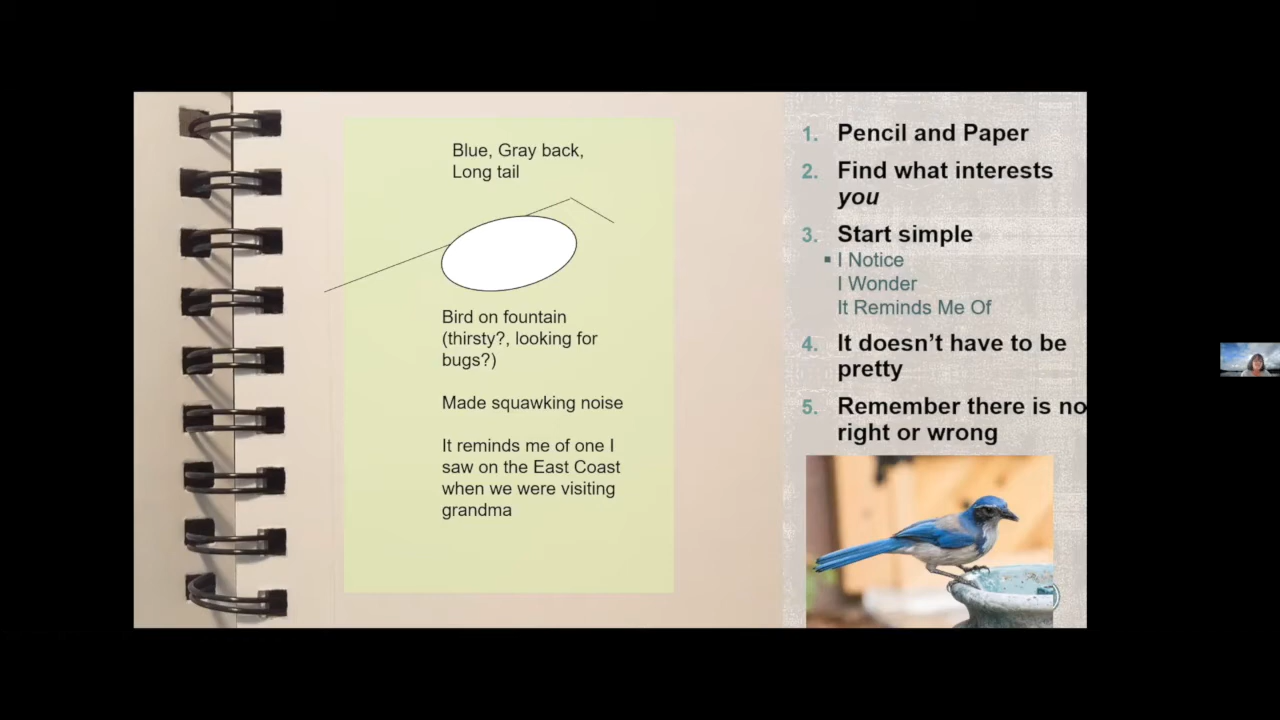 Blue, Gray back,
Long tail
Bird on fountain
(thirsty?, looking for
bugs?)
Made squawking noise
It reminds me of one I
saw on the East Coast
when we were visiting
grandma
1. Pencil and Paper
2. Find what interests
you
3. Start simple
▪ I Notice
I Wonder
It Reminds Me Of
4. It doesn’t have to be
pretty
5. Remember there is no
right or wrong